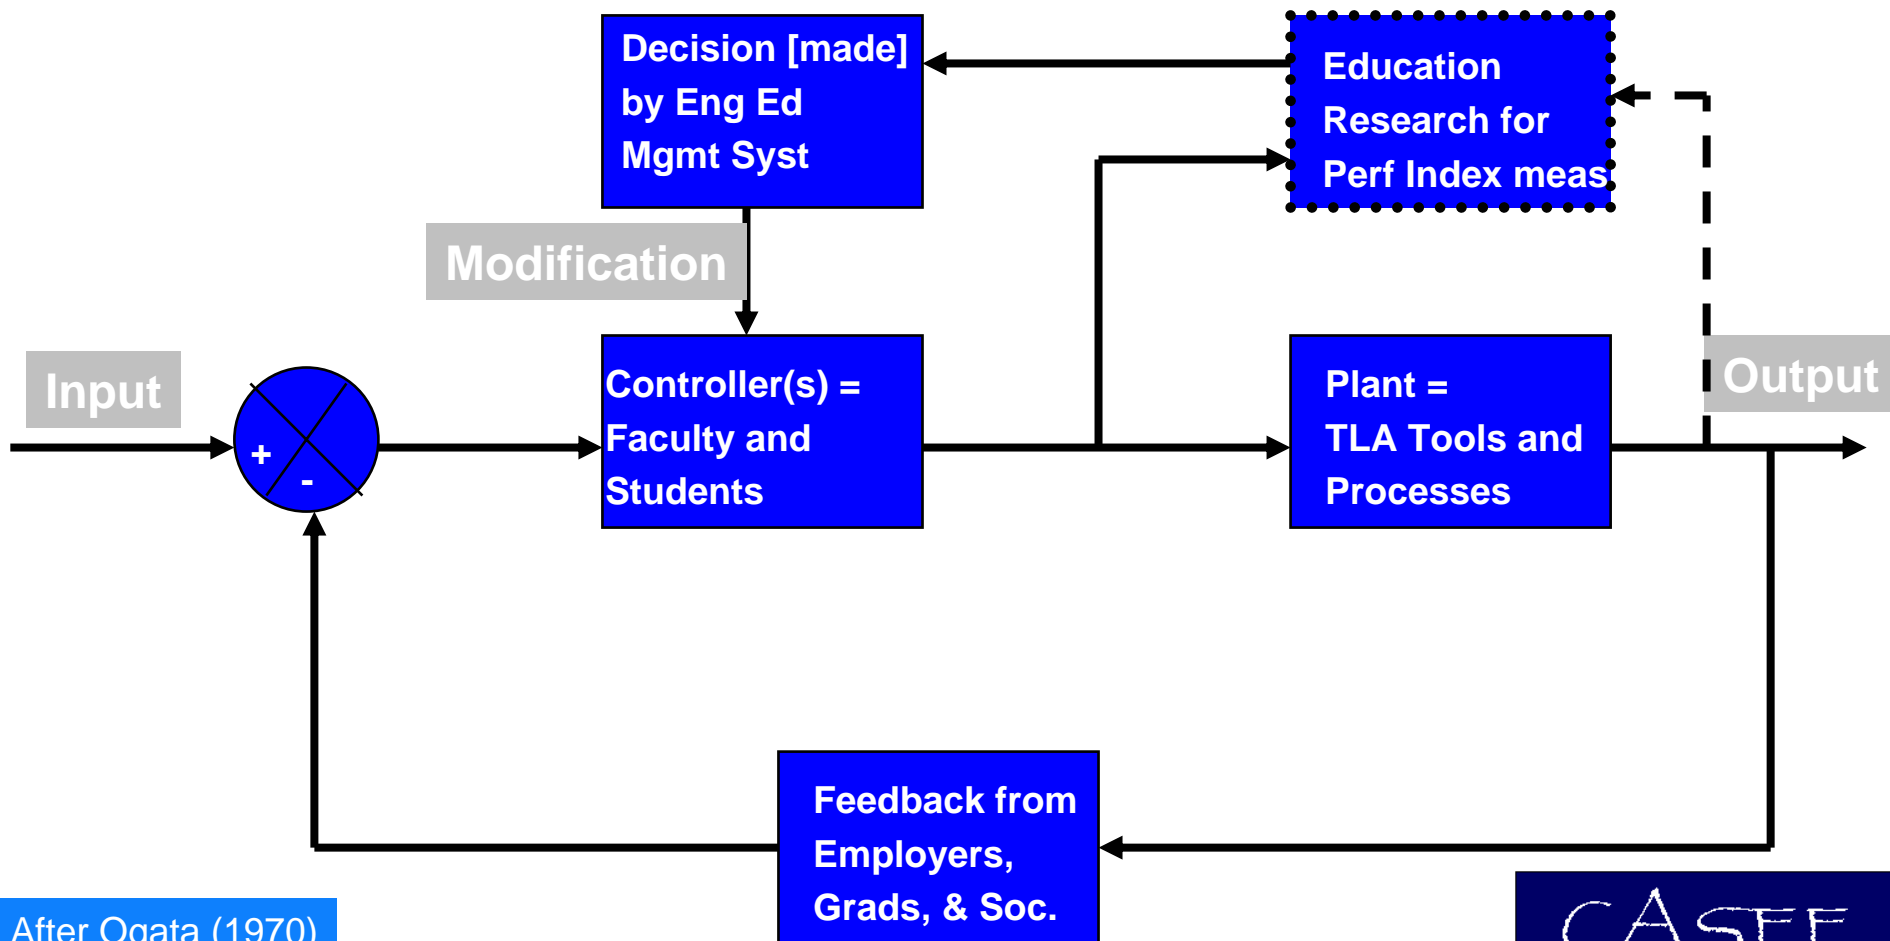 Decision [made]
by Eng Ed
Mgmt Syst
Education
Research for
Perf Index meas
Modification
Input
+
-
Controller(s) =
Faculty and
Students
Plant =
TLA Tools and
Processes
Output
Feedback from
Employers,
Grads, & Soc.
After Ogata (1970)
CASEE